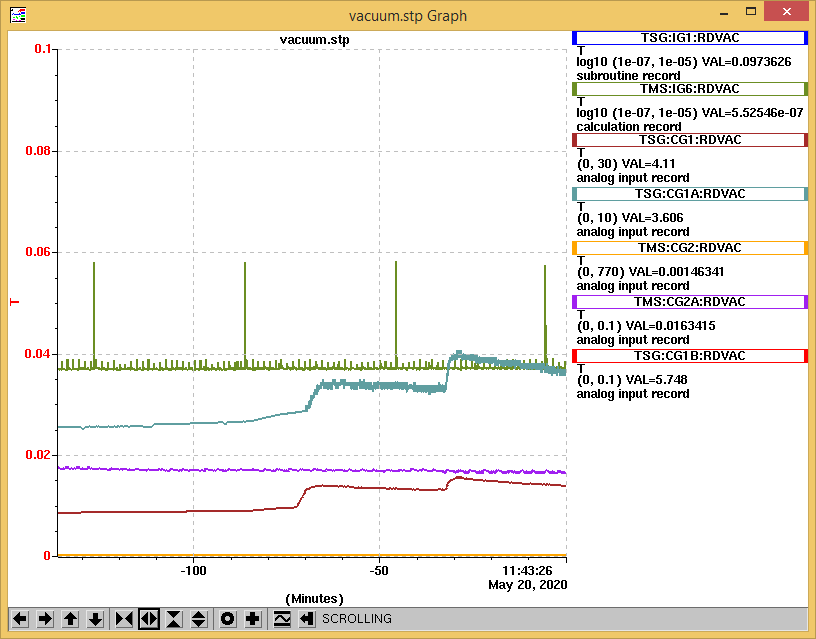 vacuum.stp Graph
vacuum.stp
0.1
0.08
0.06
0.04
0.02
0
T
-100
-50
11:43:26
May 20, 2020
(Minutes)
TSG:IG1:RDVAC
T
log10 (1e-07, 1e-05) VAL=0.0973626
subroutine record
TMS:IG6:RDVAC
T
log10 (1e-07, 1e-05) VAL=5.52546e-07
calculation record
TSG:CG1:RDVAC
T
(0, 30) VAL=4.11
analog input record
TSG:CG1A:RDVAC
T
(0, 10) VAL=3.606
analog input record
TMS:CG2:RDVAC
T
(0, 770) VAL=0.00146341
analog input record
TMS:CG2A:RDVAC
T
(0, 0.1) VAL=0.0163415
analog input record
TSG:CG1B:RDVAC
T
(0, 0.1) VAL=5.748
analog input record
SCROLLING